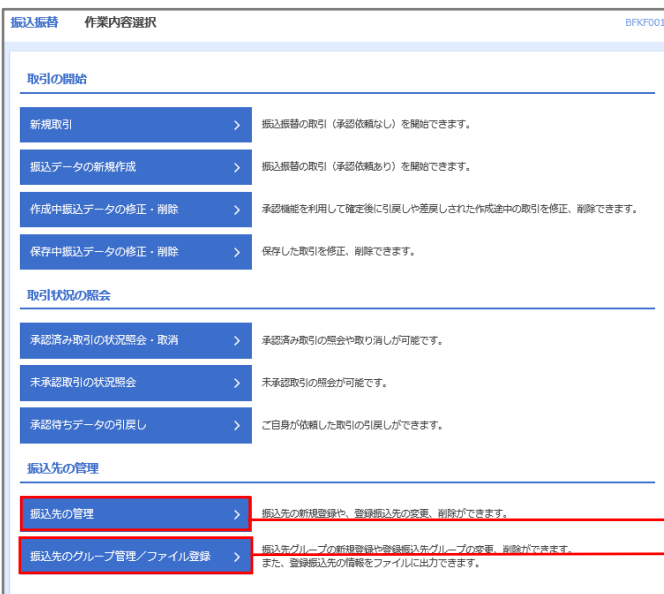 振込振替 作業内容選択 BFKF001
取引の開始
新規取引 振込振替の取引（承認依頼なし）を開始できます。
振込データの新規作成 振込振替の取引（承認依頼あり）を開始できます。
作成中振込データの修正・削除 承認機能を利用して確定後に引戻しや差戻しされた作成途中の取引を修正、削除できます。
保存中振込データの修正・削除 保存した取引を修正、削除できます。
取引状況の照会
承認済み取引の状況照会・取消 承認済み取引の照会や取り消しが可能です。
未承認取引の状況照会 未承認取引の照会が可能です。
承認待ちデータの引戻し ご自身が依頼した取引の引戻しができます。
振込先の管理
振込先の管理 振込先の新規登録や、登録振込先の変更、削除ができます。
振込先のグループ管理／ファイル登録 振込先グループの新規登録や登録振込先グループの変更、削除ができます。
また、登録振込先の情報をファイルに出力できます。